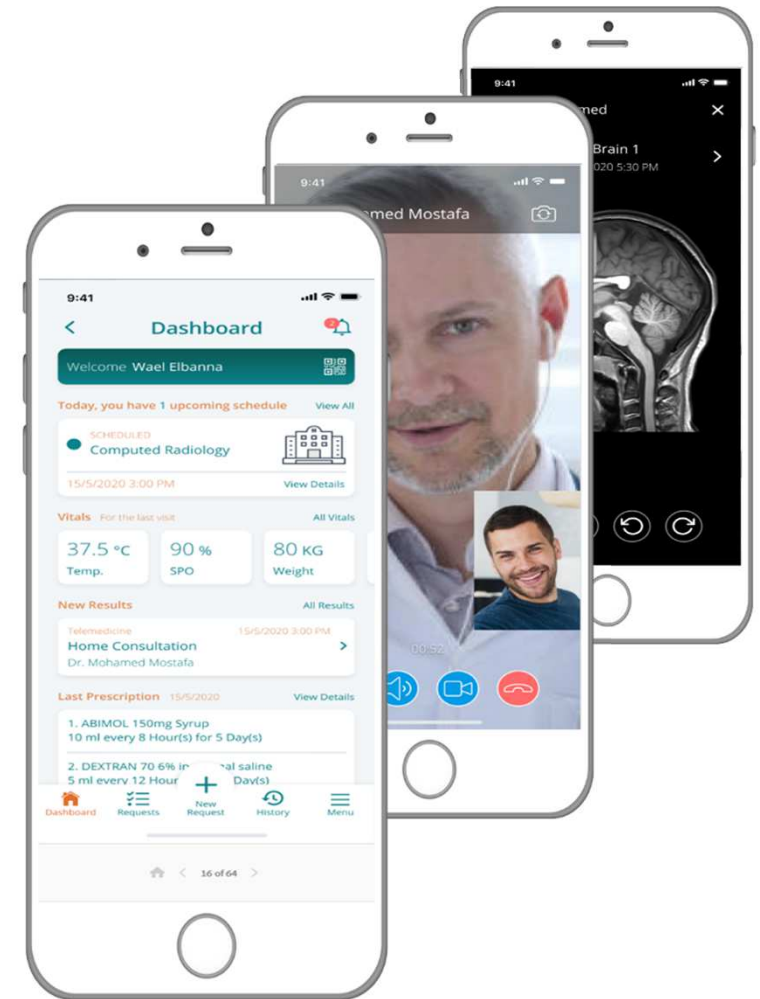 9:41
Dashboard
2
Welcome Wael Elbanna
Today, you have 1 upcoming schedule View All
SCHEDULED
Computed Radiology
15/5/2020 3:00 PM View Details
Vitals For the last visit All Vitals
37.5 °C 90 % 80 KG
Temp. SPO Weight
New Results All Results
Telemedicine 15/5/2020 3:00 PM
Home Consultation
Dr. Mohamed Mostafa
Last Prescription 15/5/2020 View Details
1. ABIMOL 150mg Syrup
10 ml every 8 Hour(s) for 5 Day(s)
2. DEXTRAN 70 6% in saline
5 ml every 12 Hour Day(s)
Dashboard Requests New Request History Menu
16 of 64
9:41
med Mostafa
00:52
9:41
med
Brain 1
020 5:30 PM